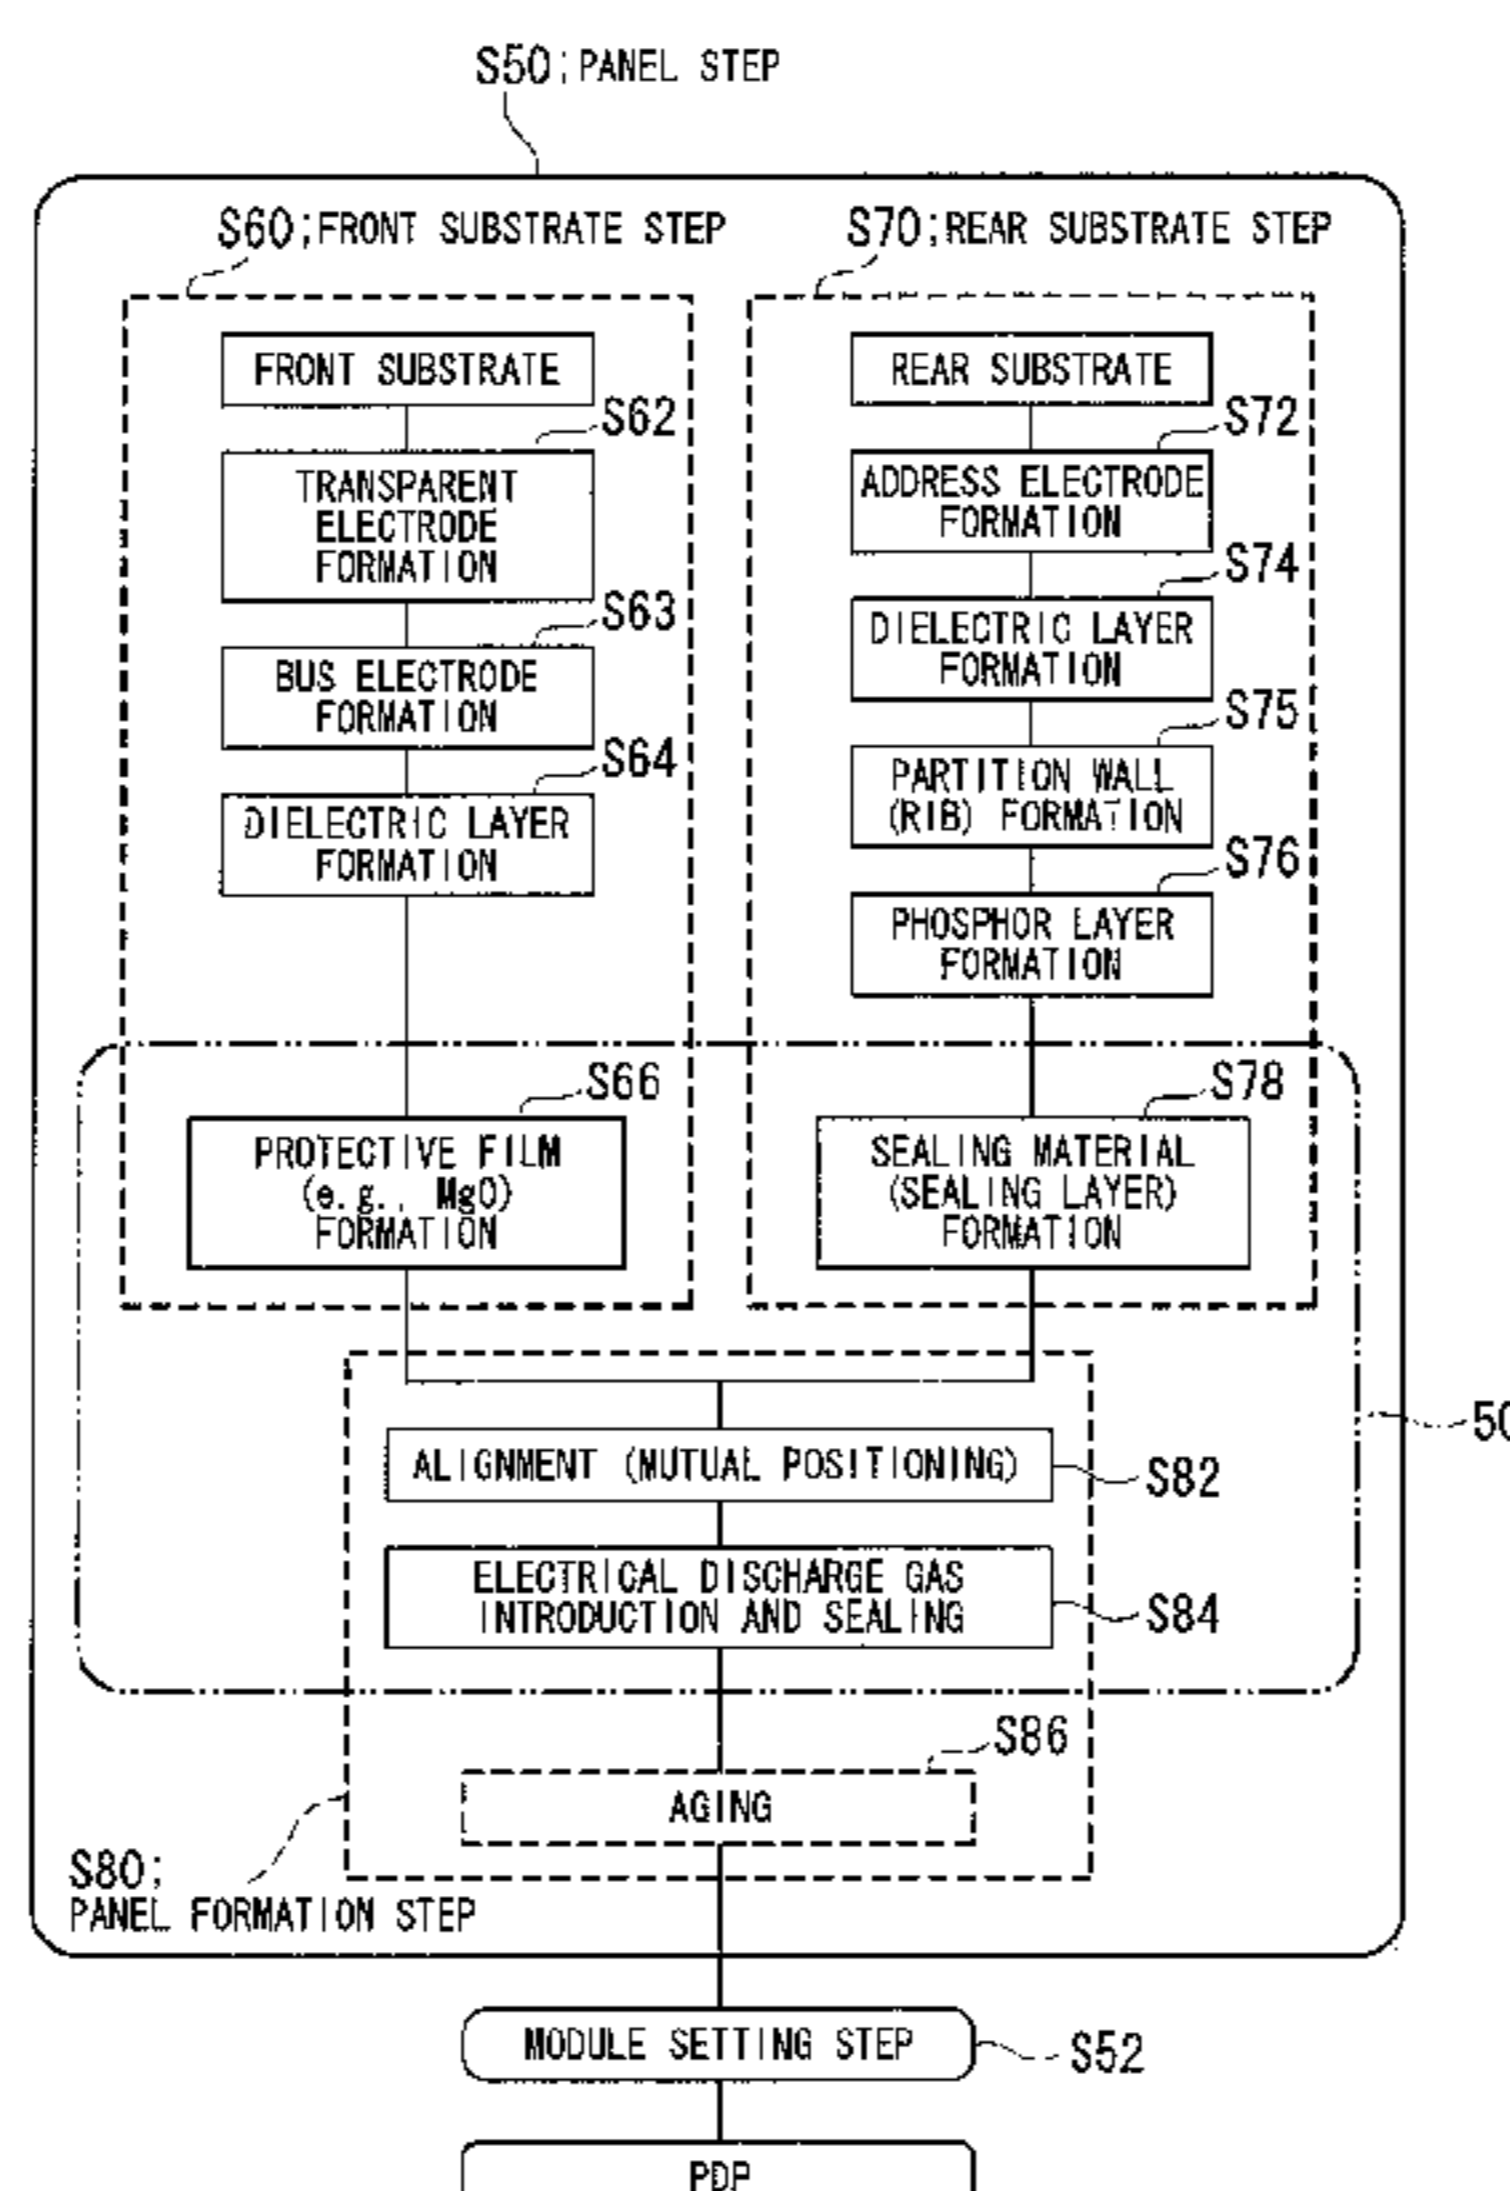 S50;PANEL STEP
S60;FRONT SUBSTRATE STEP
S70;REAR SUBSTRATE STEP
FRONT SUBSTRATE
S62
TRANSPARENT
ELECTRODE
FORMATION
S63
BUS ELECTRODE
FORMATION
S64
DIELECTRIC LAYER
FORMATION
S66
PROTECTIVE FILM
(e.g., MgO)
FORMATION
REAR SUBSTRATE
S72
ADDRESS ELECTRODE
FORMATION
S74
DIELECTRIC LAYER
FORMATION
S75
PARTITION WALL
(RIB) FORMATION
S76
PHOSPHOR LAYER
FORMATION
S78
SEALING MATERIAL
(SEALING LAYER)
FORMATION
50
ALIGNMENT (MUTUAL POSITIONING)
S82
ELECTRICAL DISCHARGE GAS
INTRODUCTION AND SEALING
S84
S86
AGING
S80;
PANEL FORMATION STEP
MODULE SETTING STEP
S52
PDP